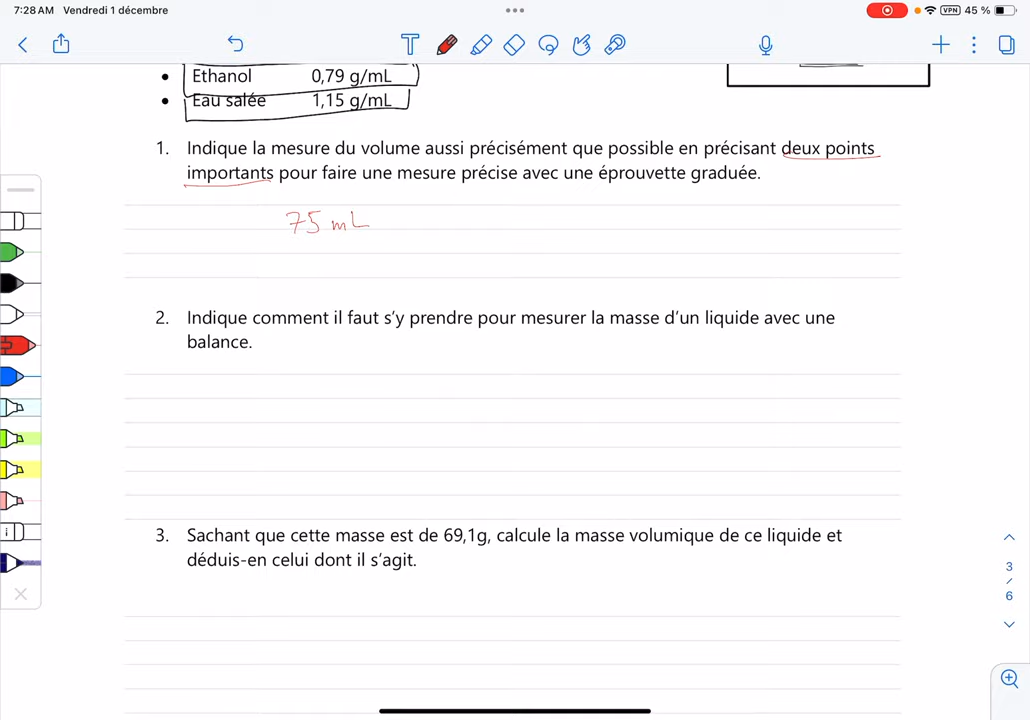 7:28 AM Vendredi 1 décembre
VPN 45 %
• Ethanol 0,79 g/mL
• Eau salée 1,15 g/mL
1. Indique la mesure du volume aussi précisément que possible en précisant deux points
importants pour faire une mesure précise avec une éprouvette graduée.
75 mL
2. Indique comment il faut s'y prendre pour mesurer la masse d'un liquide avec une
balance.
3. Sachant que cette masse est de 69,1g, calcule la masse volumique de ce liquide et
déduis-en celui dont il s'agit.
3
/
6